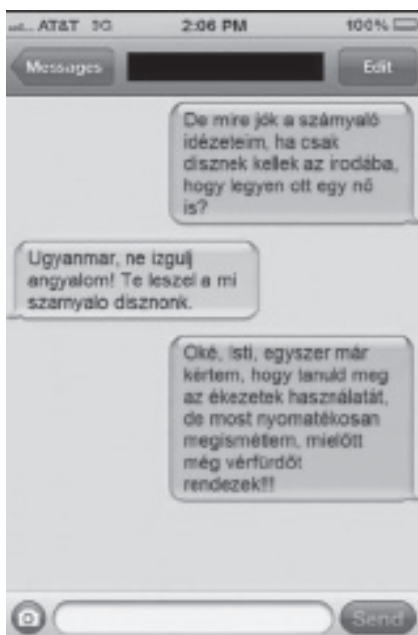 AT&T 3G 2:06 PM 100%
Messages Edit
De mire jók a szárnyaló
idézeteim, ha csak
dísznek kellek az irodába,
hogy legyen ott egy nő
is?
Ugyanmar, ne izgulj
angyalom! Te leszel a mi
szarnyalo disznonk.
Oké, Isti, egyszer már
kértem, hogy tanuld meg
az ékezetek használatát,
de most nyomatékosan
megismétlem, mielőtt
még vérfürdőt
rendezek!!!
Send